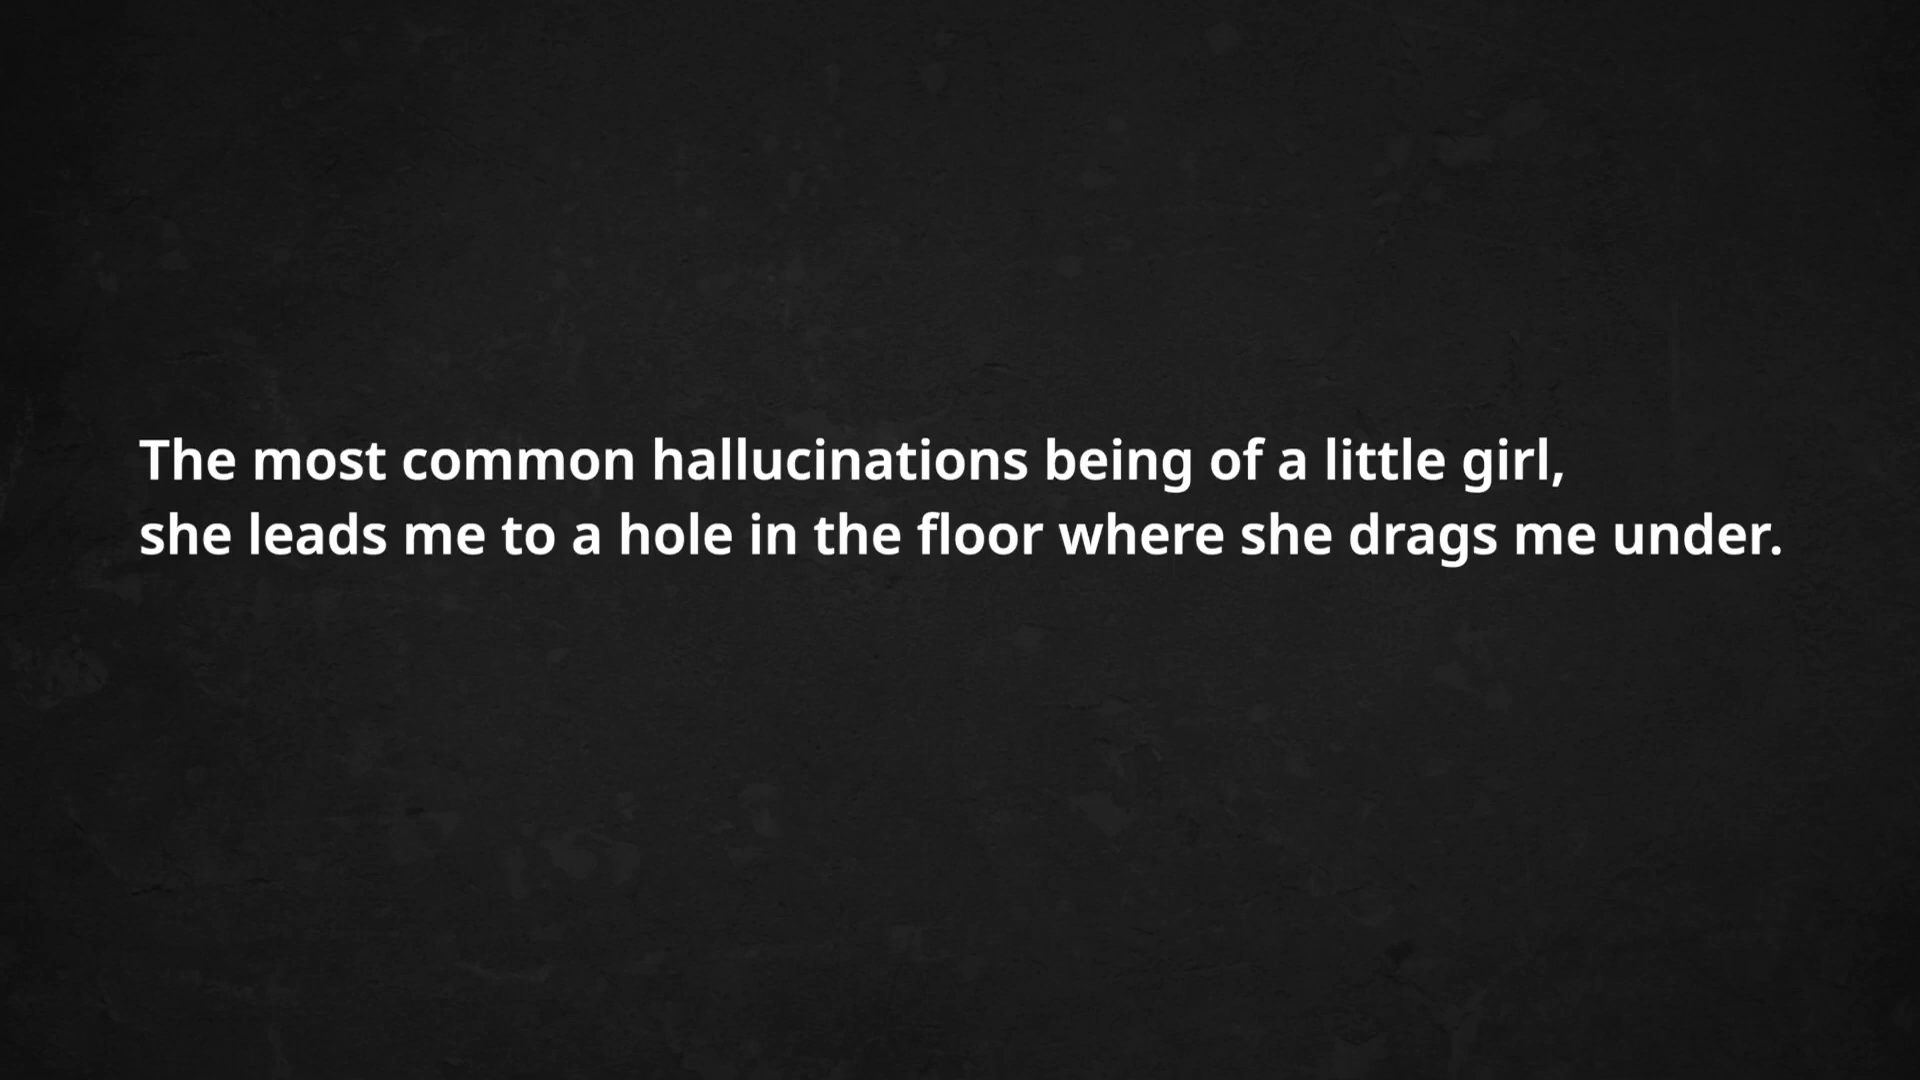 The most common hallucinations being of a little girl,
she leads me to a hole in the floor where she drags me under.